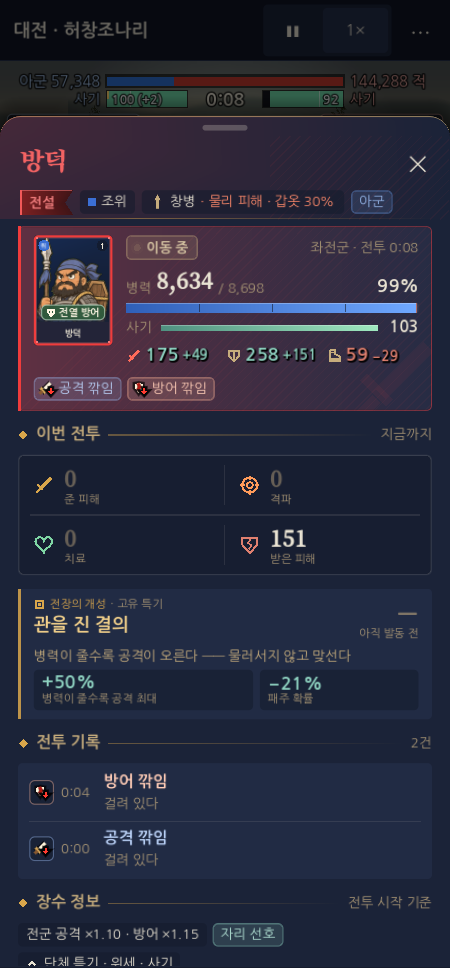 대전 · 허창조나리
1×
...
아군 57,348 144,288 적
사기 100 (+2) 0:08 92 사기
방덕
전설 조위 창병 · 물리 피해 · 갑옷 30% 아군
1
전열 방어
방덕
이동 중 좌전군 · 전투 0:08
병력 8,634 / 8,698 99%
사기 103
175 +49 258 +151 59 −29
공격 깎임 방어 깎임
이번 전투 지금까지
0 준 피해
0 격파
0 치료
151 받은 피해
전장의 개성 · 고유 특기
관을 진 결의
—
아직 발동 전
병력이 줄수록 공격이 오른다 — 물러서지 않고 맞선다
+50% −21%
병력이 줄수록 공격 최대 패주 확률
전투 기록 2건
0:04 방어 깎임
걸려 있다
0:00 공격 깎임
걸려 있다
장수 정보 전투 시작 기준
전군 공격 ×1.10 · 방어 ×1.15 자리 선호
단체 특기 · 위세 · 사기